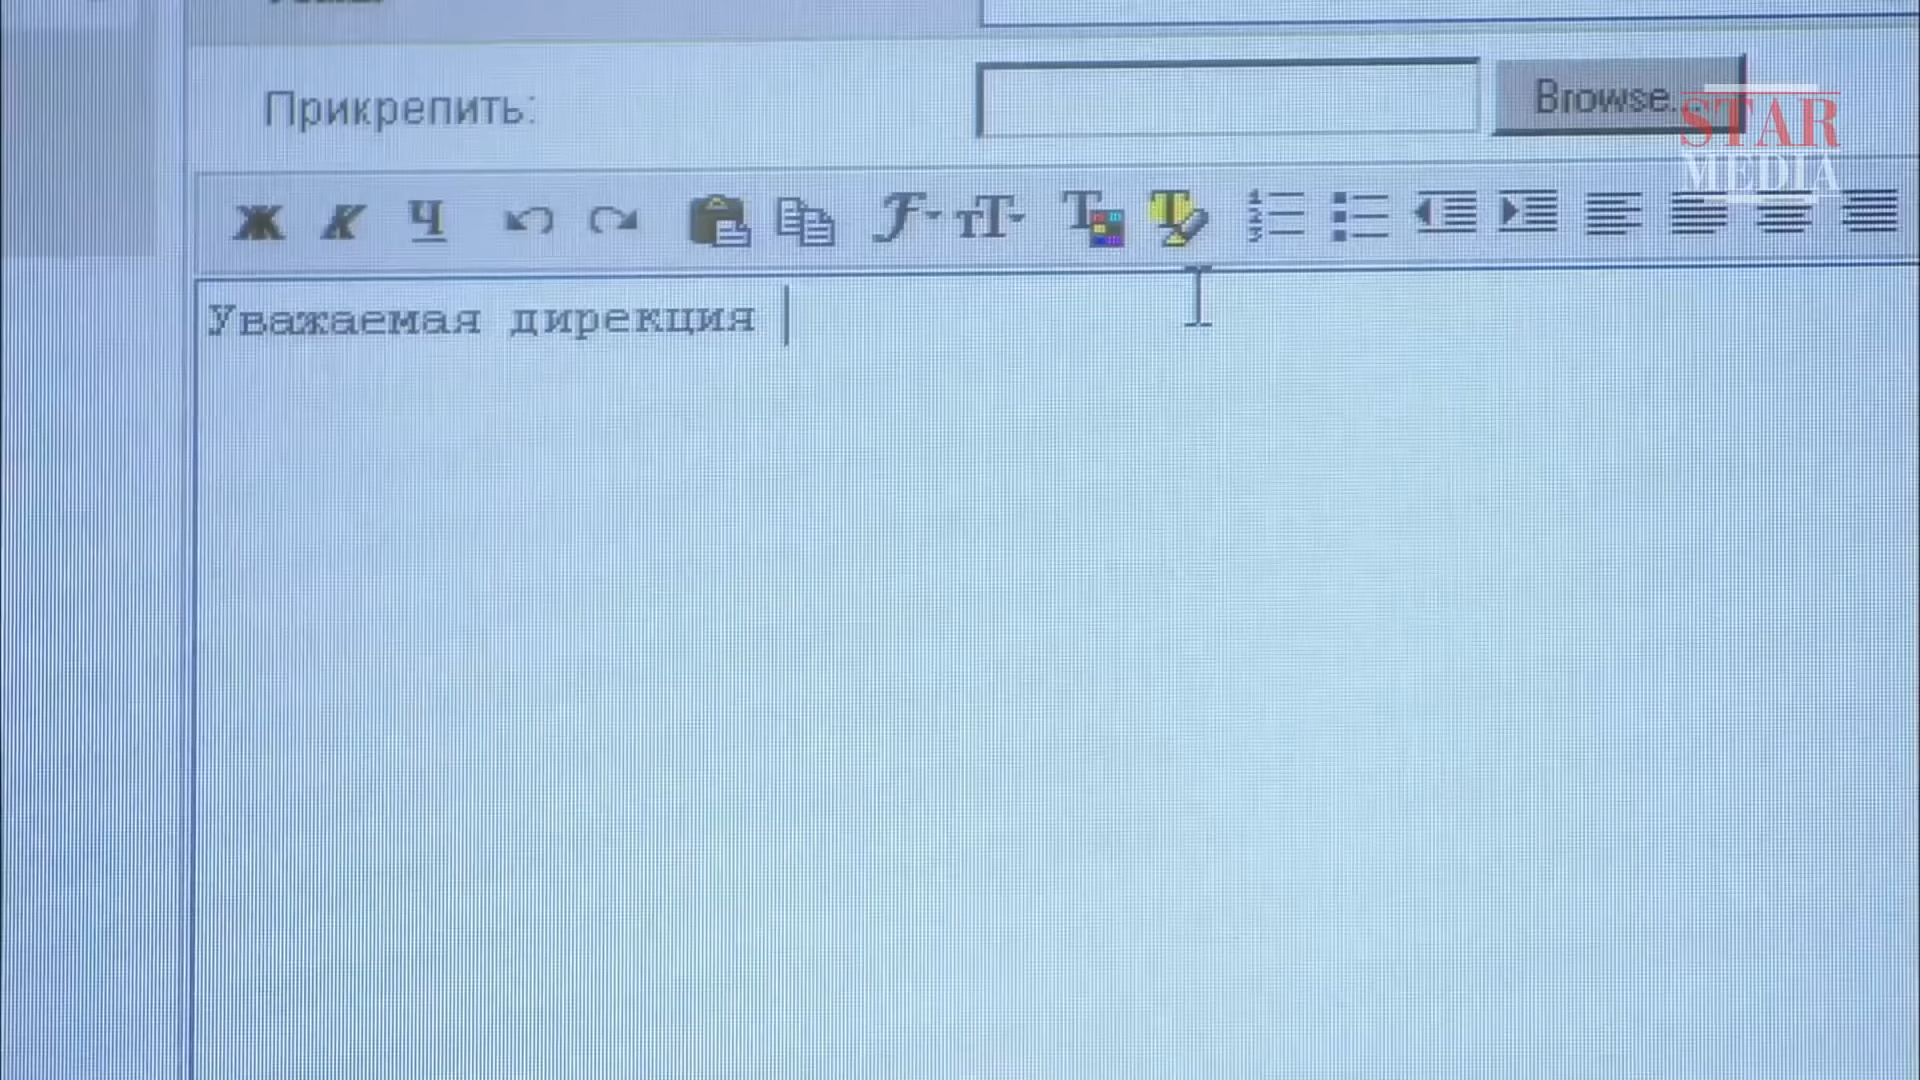 Прикрепить:
Browse...
STAR
MEDIA
Ж К Ч
Уважаемая дирекция